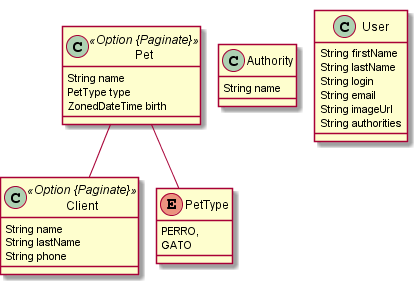 C «Option {Paginate}»
Pet
String name
PetType type
ZonedDateTime birth
C Authority
String name
C User
String firstName
String lastName
String login
String email
String imageUrl
String authorities
C «Option {Paginate}»
Client
String name
String lastName
String phone
E PetType
PERRO,
GATO